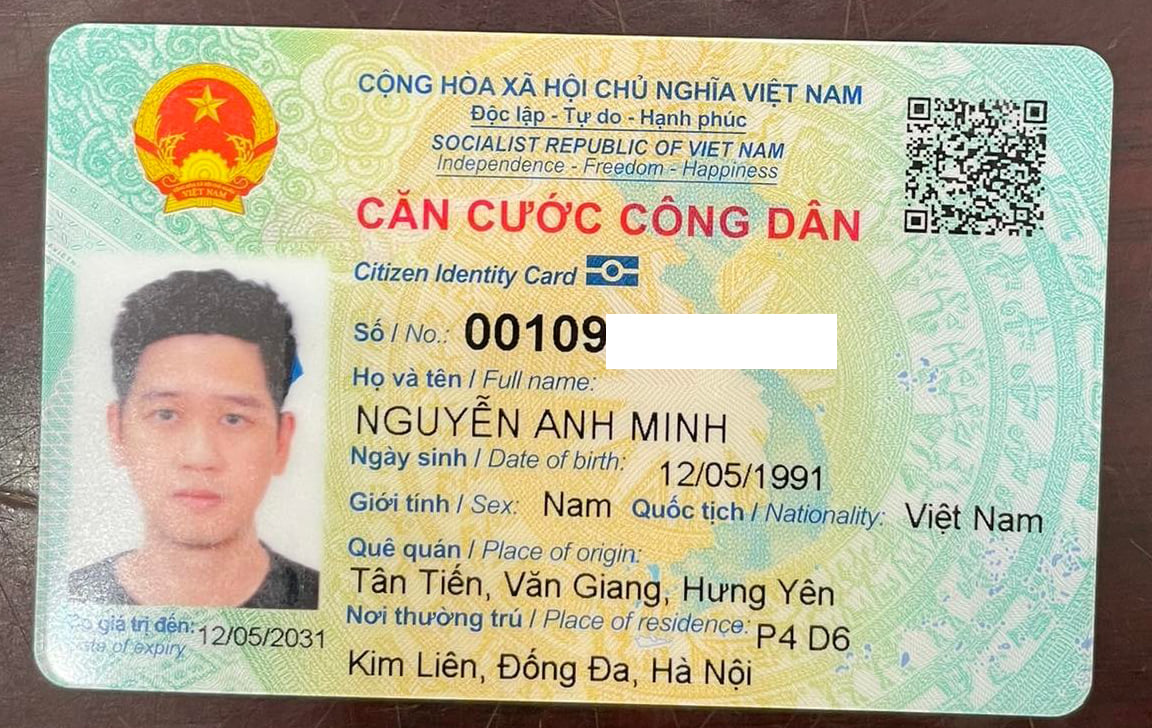 CỘNG HÒA XÃ HỘI CHỦ NGHĨA VIỆT NAM
Độc lập - Tự do - Hạnh phúc
SOCIALIST REPUBLIC OF VIET NAM
Independence - Freedom - Happiness
VIỆT NAM
CĂN CƯỚC CÔNG DÂN
Citizen Identity Card
Số / No.: 00109
Họ và tên / Full name:
NGUYỄN ANH MINH
Ngày sinh / Date of birth: 12/05/1991
Giới tính / Sex: Nam Quốc tịch / Nationality: Việt Nam
Quê quán / Place of origin:
Tân Tiến, Văn Giang, Hưng Yên
Nơi thường trú / Place of residence: P4 D6
Kim Liên, Đống Đa, Hà Nội
giá trị đến: 12/05/2031
of expiry